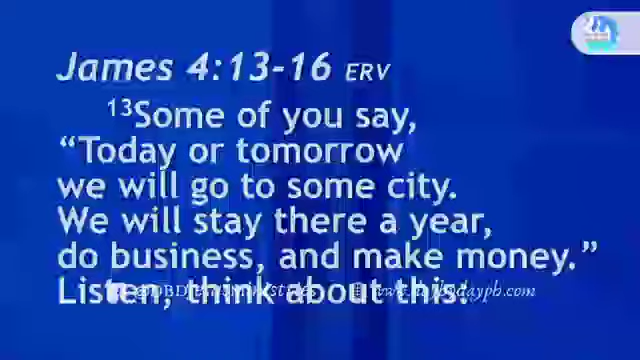 James 4:13-16 ERV
13Some of you say,
“Today or tomorrow
we will go to some city.
We will stay there a year,
do business, and make money.”
Listen, think about this: